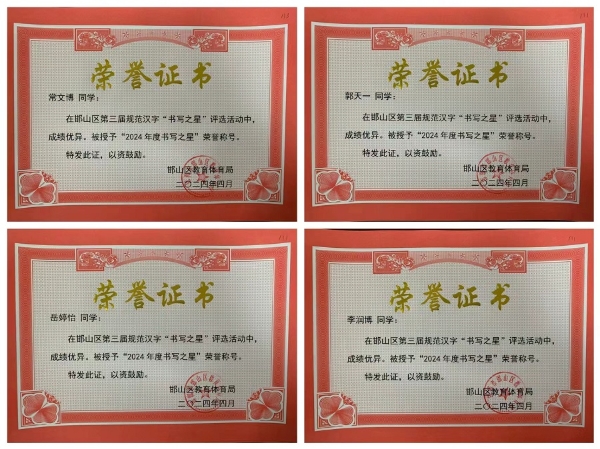 荣誉证书
常文博 同学：
在邯山区第三届规范汉字“书写之星”评选活动中，
成绩优异。被授予“2024年度书写之星”荣誉称号。
特发此证，以资鼓励。
邯山区教育体育局
二〇二四年四月
荣誉证书
郭天一 同学：
在邯山区第三届规范汉字“书写之星”评选活动中，
成绩优异。被授予“2024年度书写之星”荣誉称号。
特发此证，以资鼓励。
邯山区教育体育局
二〇二四年四月
荣誉证书
岳婷怡 同学：
在邯山区第三届规范汉字“书写之星”评选活动中，
成绩优异。被授予“2024年度书写之星”荣誉称号。
特发此证，以资鼓励。
邯山区教育体育局
二〇二四年四月
荣誉证书
李润博 同学：
在邯山区第三届规范汉字“书写之星”评选活动中，
成绩优异。被授予“2024年度书写之星”荣誉称号。
特发此证，以资鼓励。
邯山区教育体育局
二〇二四年四月